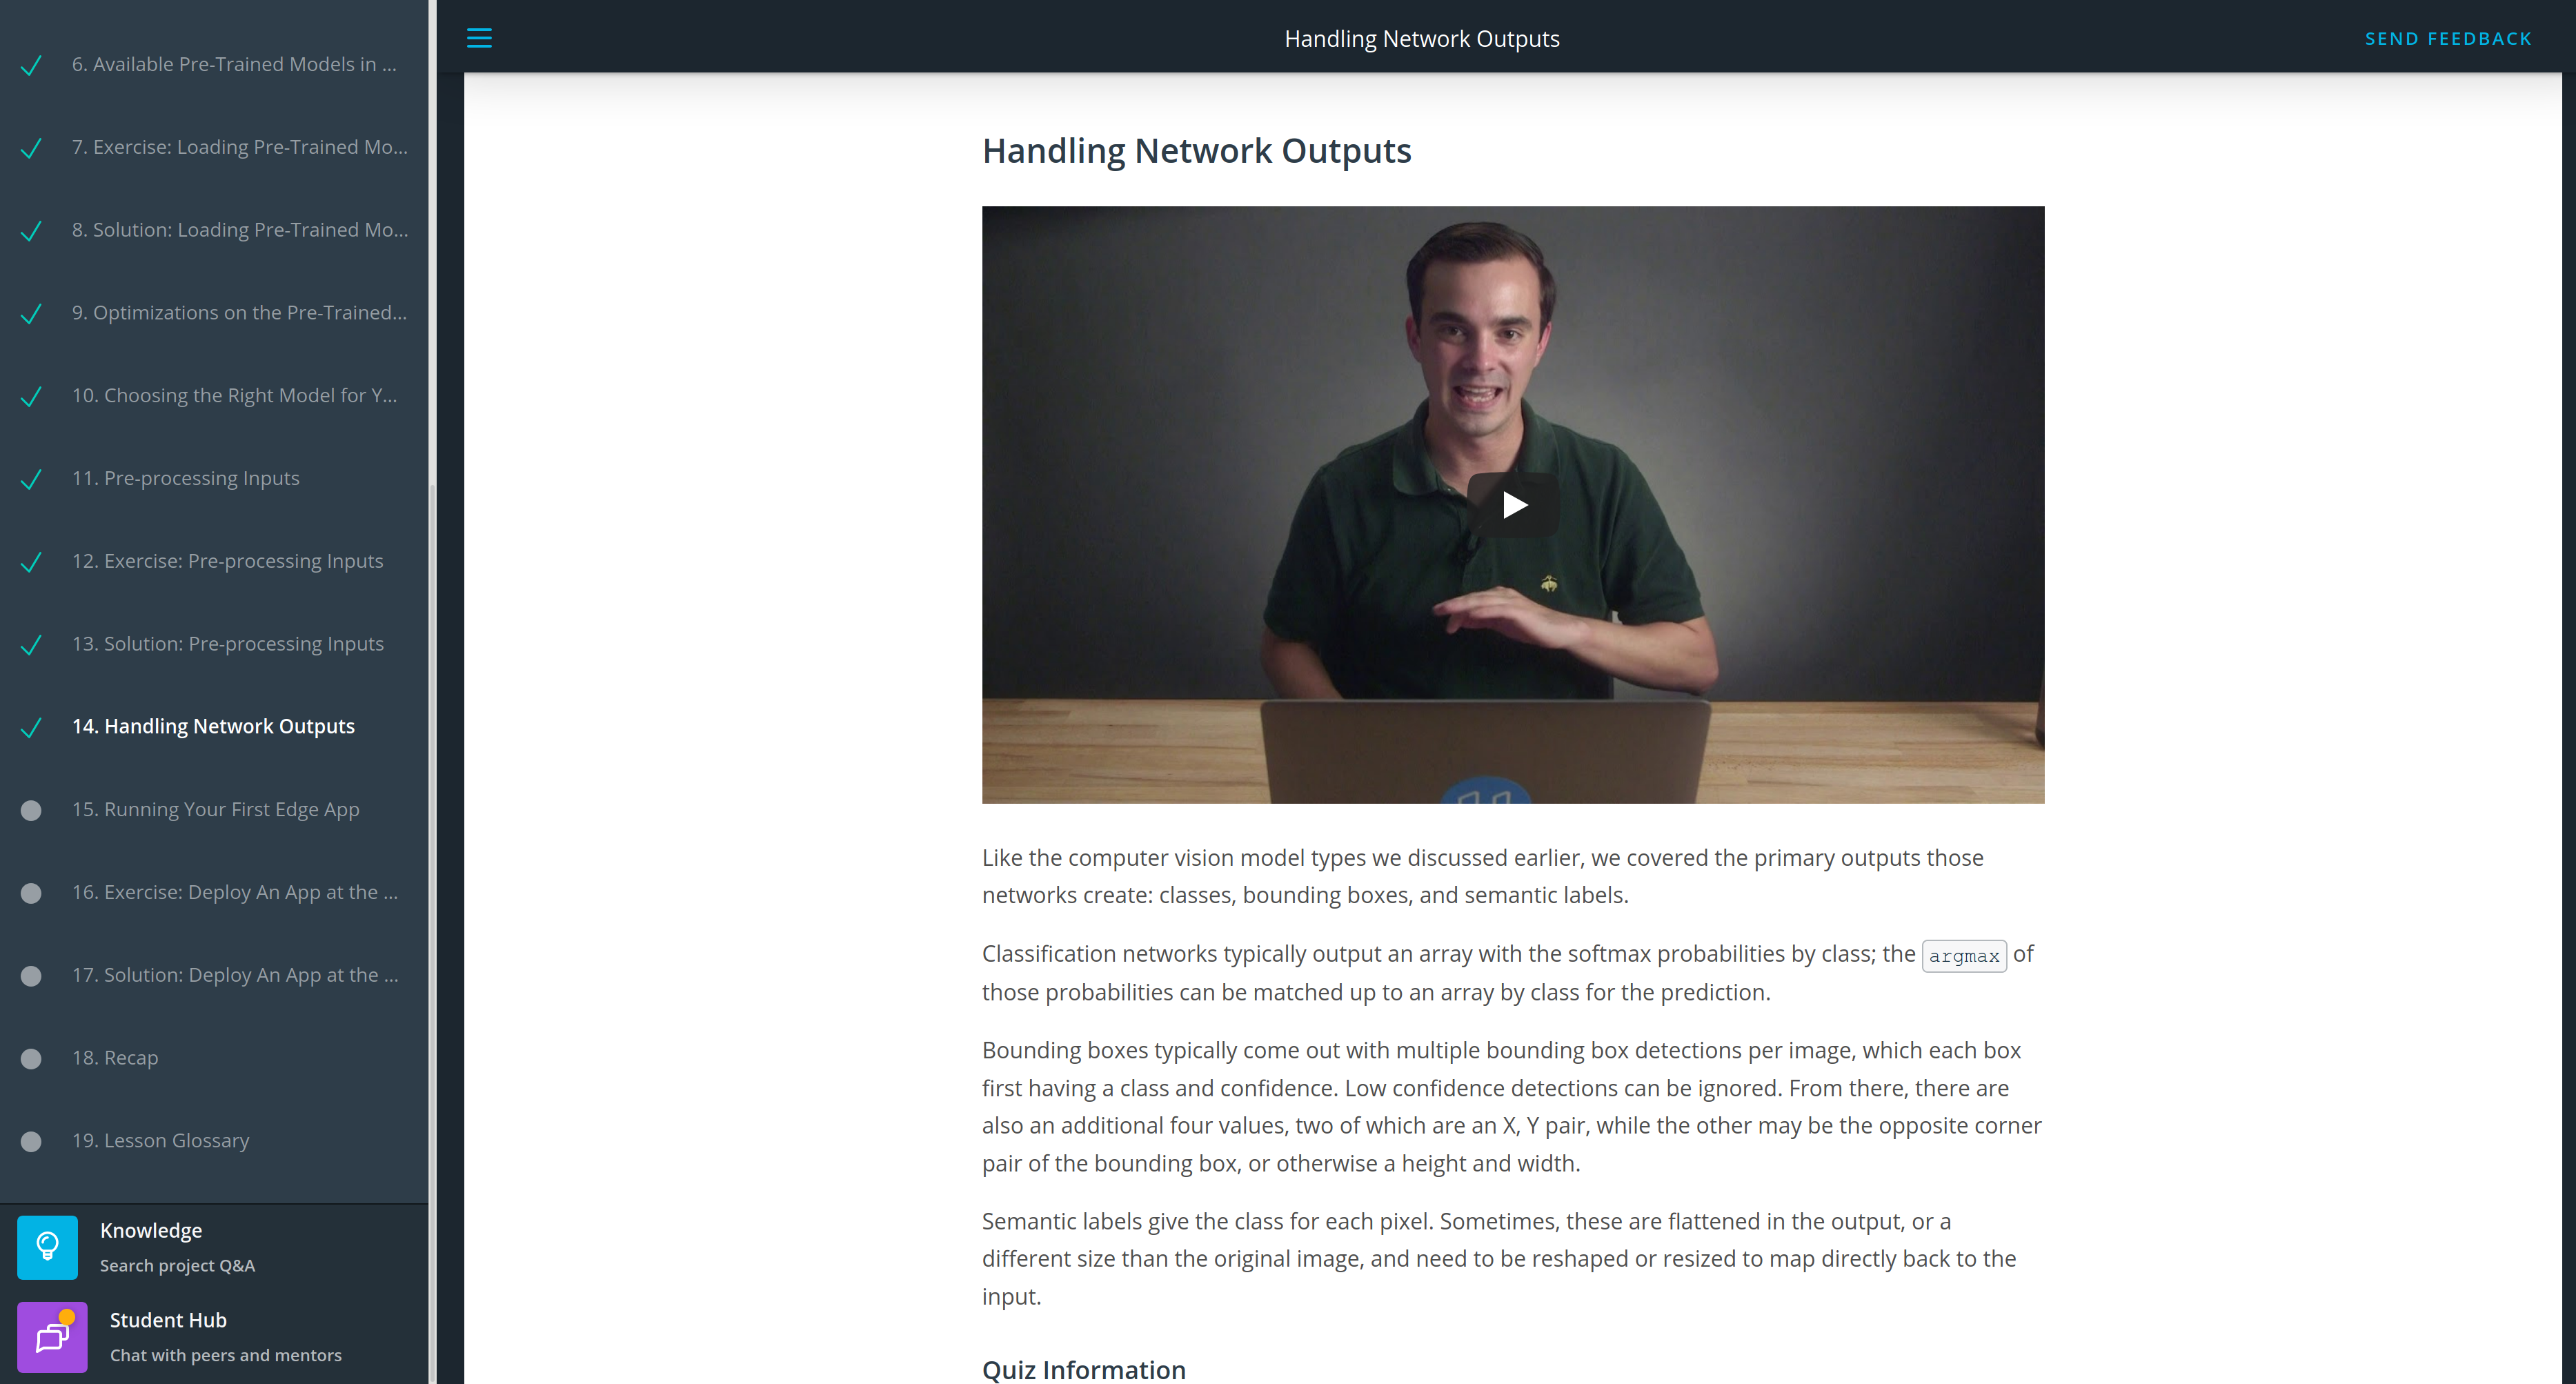 6. Available Pre-Trained Models in ...
7. Exercise: Loading Pre-Trained Mo...
8. Solution: Loading Pre-Trained Mo...
9. Optimizations on the Pre-Trained...
10. Choosing the Right Model for Y...
11. Pre-processing Inputs
12. Exercise: Pre-processing Inputs
13. Solution: Pre-processing Inputs
14. Handling Network Outputs
15. Running Your First Edge App
16. Exercise: Deploy An App at the ...
17. Solution: Deploy An App at the ...
18. Recap
19. Lesson Glossary
Knowledge
Search project Q&A
Student Hub
Chat with peers and mentors
Handling Network Outputs
SEND FEEDBACK
Handling Network Outputs
Like the computer vision model types we discussed earlier, we covered the primary outputs those
networks create: classes, bounding boxes, and semantic labels.
Classification networks typically output an array with the softmax probabilities by class; the argmax of
those probabilities can be matched up to an array by class for the prediction.
Bounding boxes typically come out with multiple bounding box detections per image, which each box
first having a class and confidence. Low confidence detections can be ignored. From there, there are
also an additional four values, two of which are an X, Y pair, while the other may be the opposite corner
pair of the bounding box, or otherwise a height and width.
Semantic labels give the class for each pixel. Sometimes, these are flattened in the output, or a
different size than the original image, and need to be reshaped or resized to map directly back to the
input.
Quiz Information